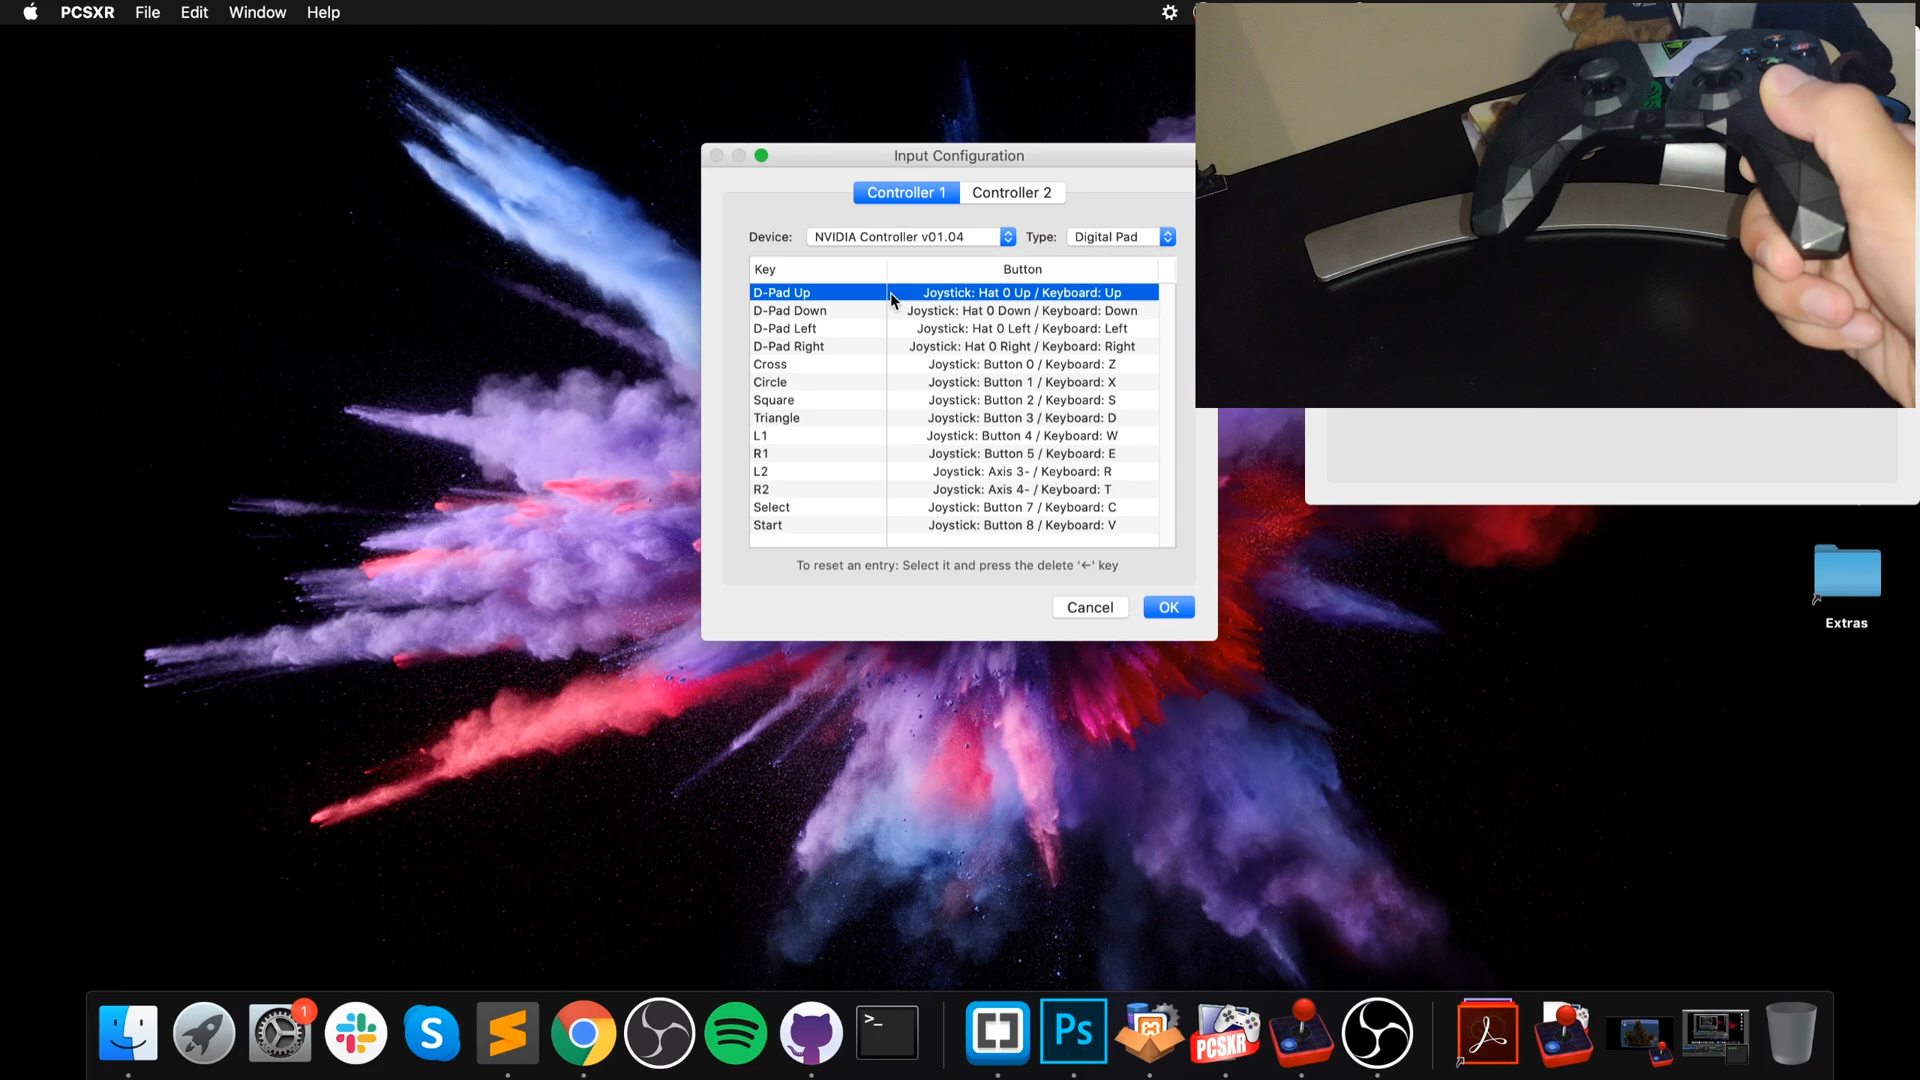 PCSXR File Edit Window Help
Input Configuration
Controller 1 Controller 2
Device: NVIDIA Controller v01.04 Type: Digital Pad
Key Button
D-Pad Up Joystick: Hat 0 Up / Keyboard: Up
D-Pad Down Joystick: Hat 0 Down / Keyboard: Down
D-Pad Left Joystick: Hat 0 Left / Keyboard: Left
D-Pad Right Joystick: Hat 0 Right / Keyboard: Right
Cross Joystick: Button 0 / Keyboard: Z
Circle Joystick: Button 1 / Keyboard: X
Square Joystick: Button 2 / Keyboard: S
Triangle Joystick: Button 3 / Keyboard: D
L1 Joystick: Button 4 / Keyboard: W
R1 Joystick: Button 5 / Keyboard: E
L2 Joystick: Axis 3- / Keyboard: R
R2 Joystick: Axis 4- / Keyboard: T
Select Joystick: Button 7 / Keyboard: C
Start Joystick: Button 8 / Keyboard: V
To reset an entry: Select it and press the delete '←' key
Cancel OK
Extras
1 S >_ Ps PCSXR